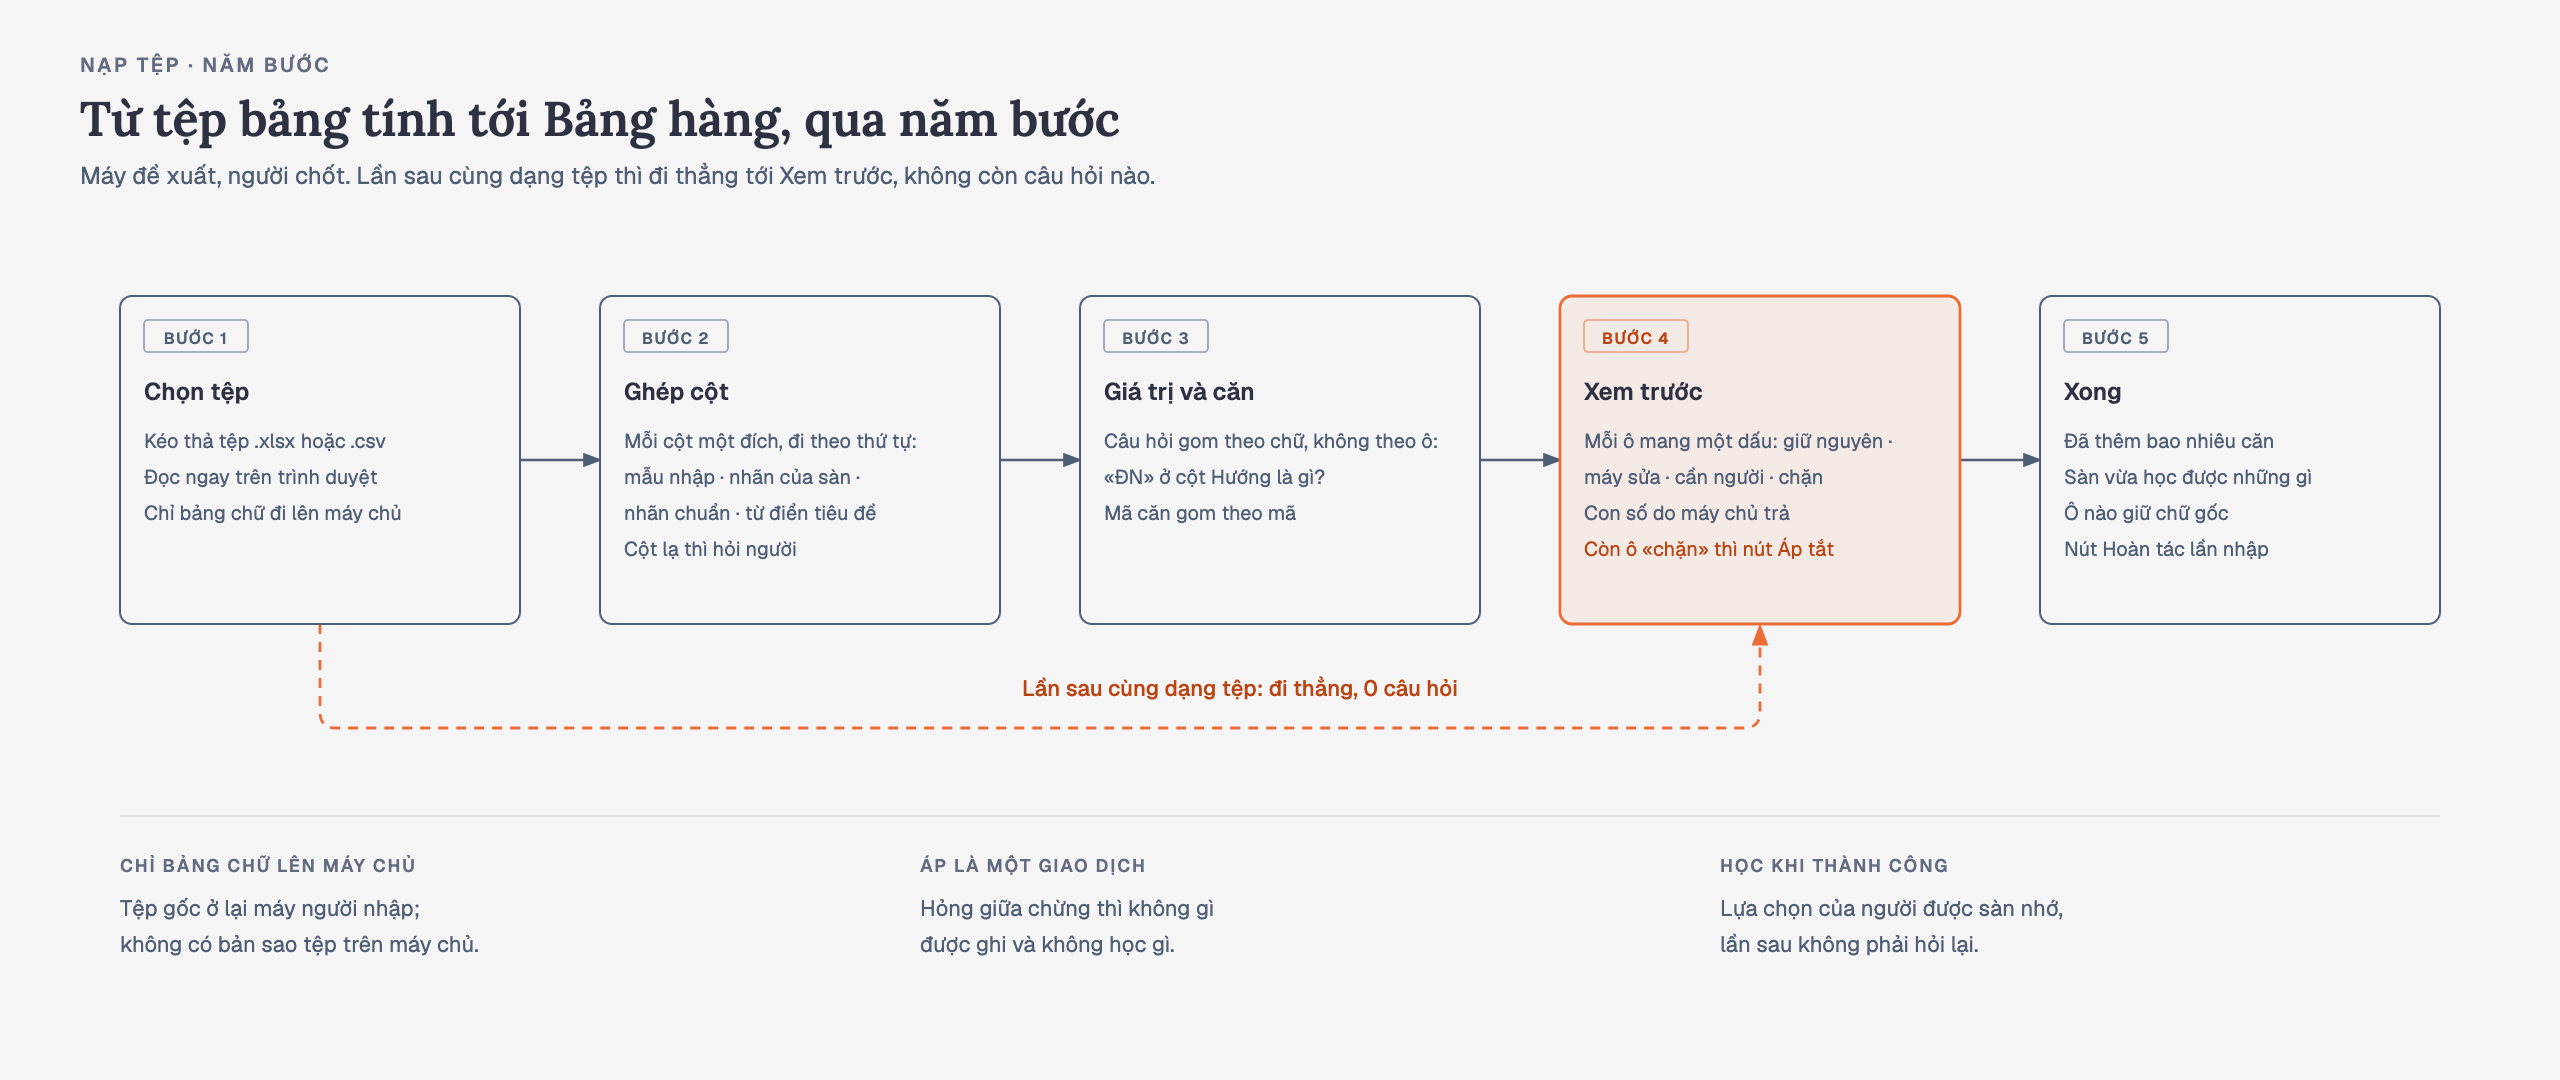 NẠP TỆP · NĂM BƯỚC
Từ tệp bảng tính tới Bảng hàng, qua năm bước
Máy đề xuất, người chốt. Lần sau cùng dạng tệp thì đi thẳng tới Xem trước, không còn câu hỏi nào.
BƯỚC 1
Chọn tệp
Kéo thả tệp .xlsx hoặc .csv
Đọc ngay trên trình duyệt
Chỉ bảng chữ đi lên máy chủ
BƯỚC 2
Ghép cột
Mỗi cột một đích, đi theo thứ tự:
mẫu nhập · nhãn của sàn ·
nhãn chuẩn · từ điển tiêu đề
Cột lạ thì hỏi người
BƯỚC 3
Giá trị và căn
Câu hỏi gom theo chữ, không theo ô:
«ĐN» ở cột Hướng là gì?
Mã căn gom theo mã
BƯỚC 4
Xem trước
Mỗi ô mang một dấu: giữ nguyên ·
máy sửa · cần người · chặn
Con số do máy chủ trả
Còn ô «chặn» thì nút Áp tắt
BƯỚC 5
Xong
Đã thêm bao nhiêu căn
Sàn vừa học được những gì
Ô nào giữ chữ gốc
Nút Hoàn tác lần nhập
Lần sau cùng dạng tệp: đi thẳng, 0 câu hỏi
CHỈ BẢNG CHỮ LÊN MÁY CHỦ
Tệp gốc ở lại máy người nhập;
không có bản sao tệp trên máy chủ.
ÁP LÀ MỘT GIAO DỊCH
Hỏng giữa chừng thì không gì
được ghi và không học gì.
HỌC KHI THÀNH CÔNG
Lựa chọn của người được sàn nhớ,
lần sau không phải hỏi lại.